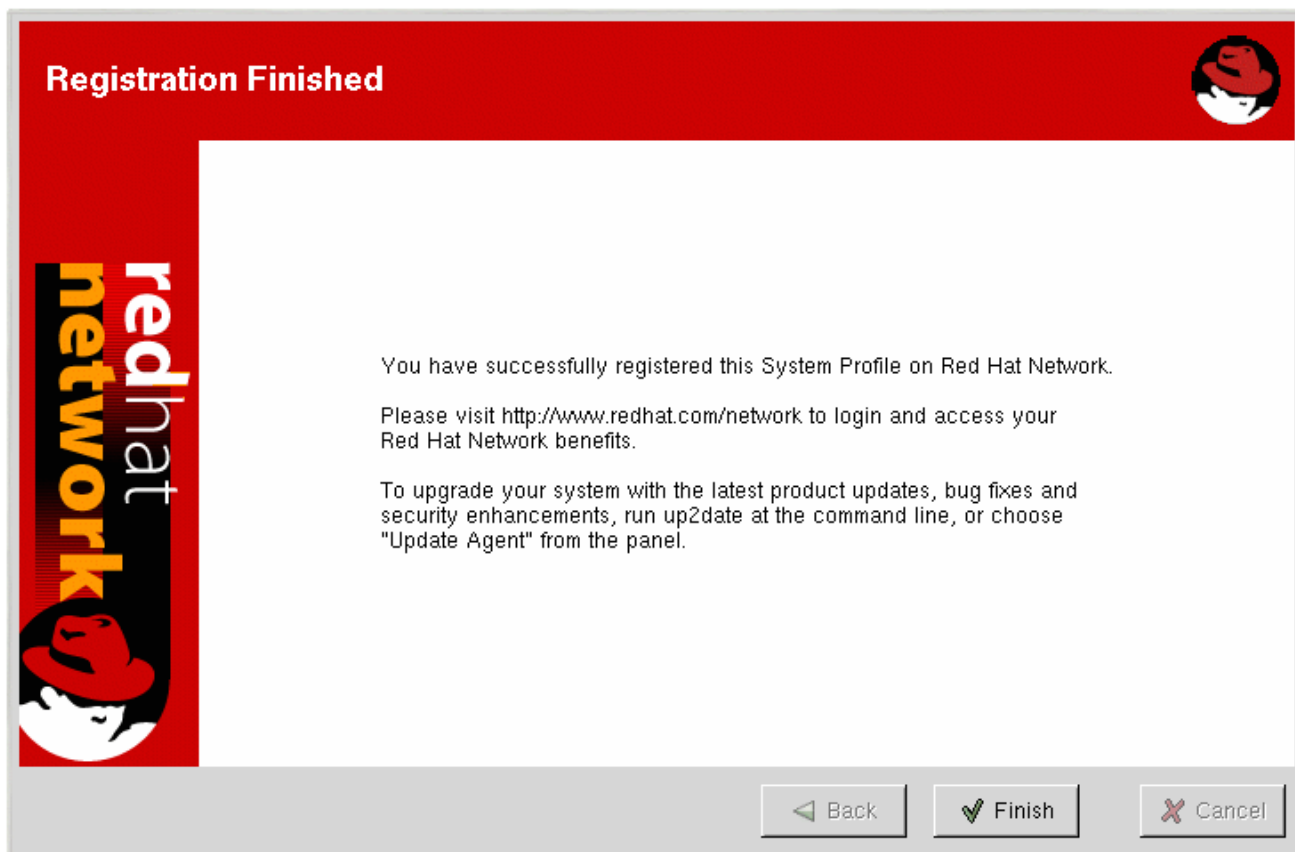 Registration Finished
redhat
network
You have successfully registered this System Profile on Red Hat Network.
Please visit http://www.redhat.com/network to login and access your
Red Hat Network benefits.
To upgrade your system with the latest product updates, bug fixes and
security enhancements, run up2date at the command line, or choose
"Update Agent" from the panel.
Back
Finish
Cancel